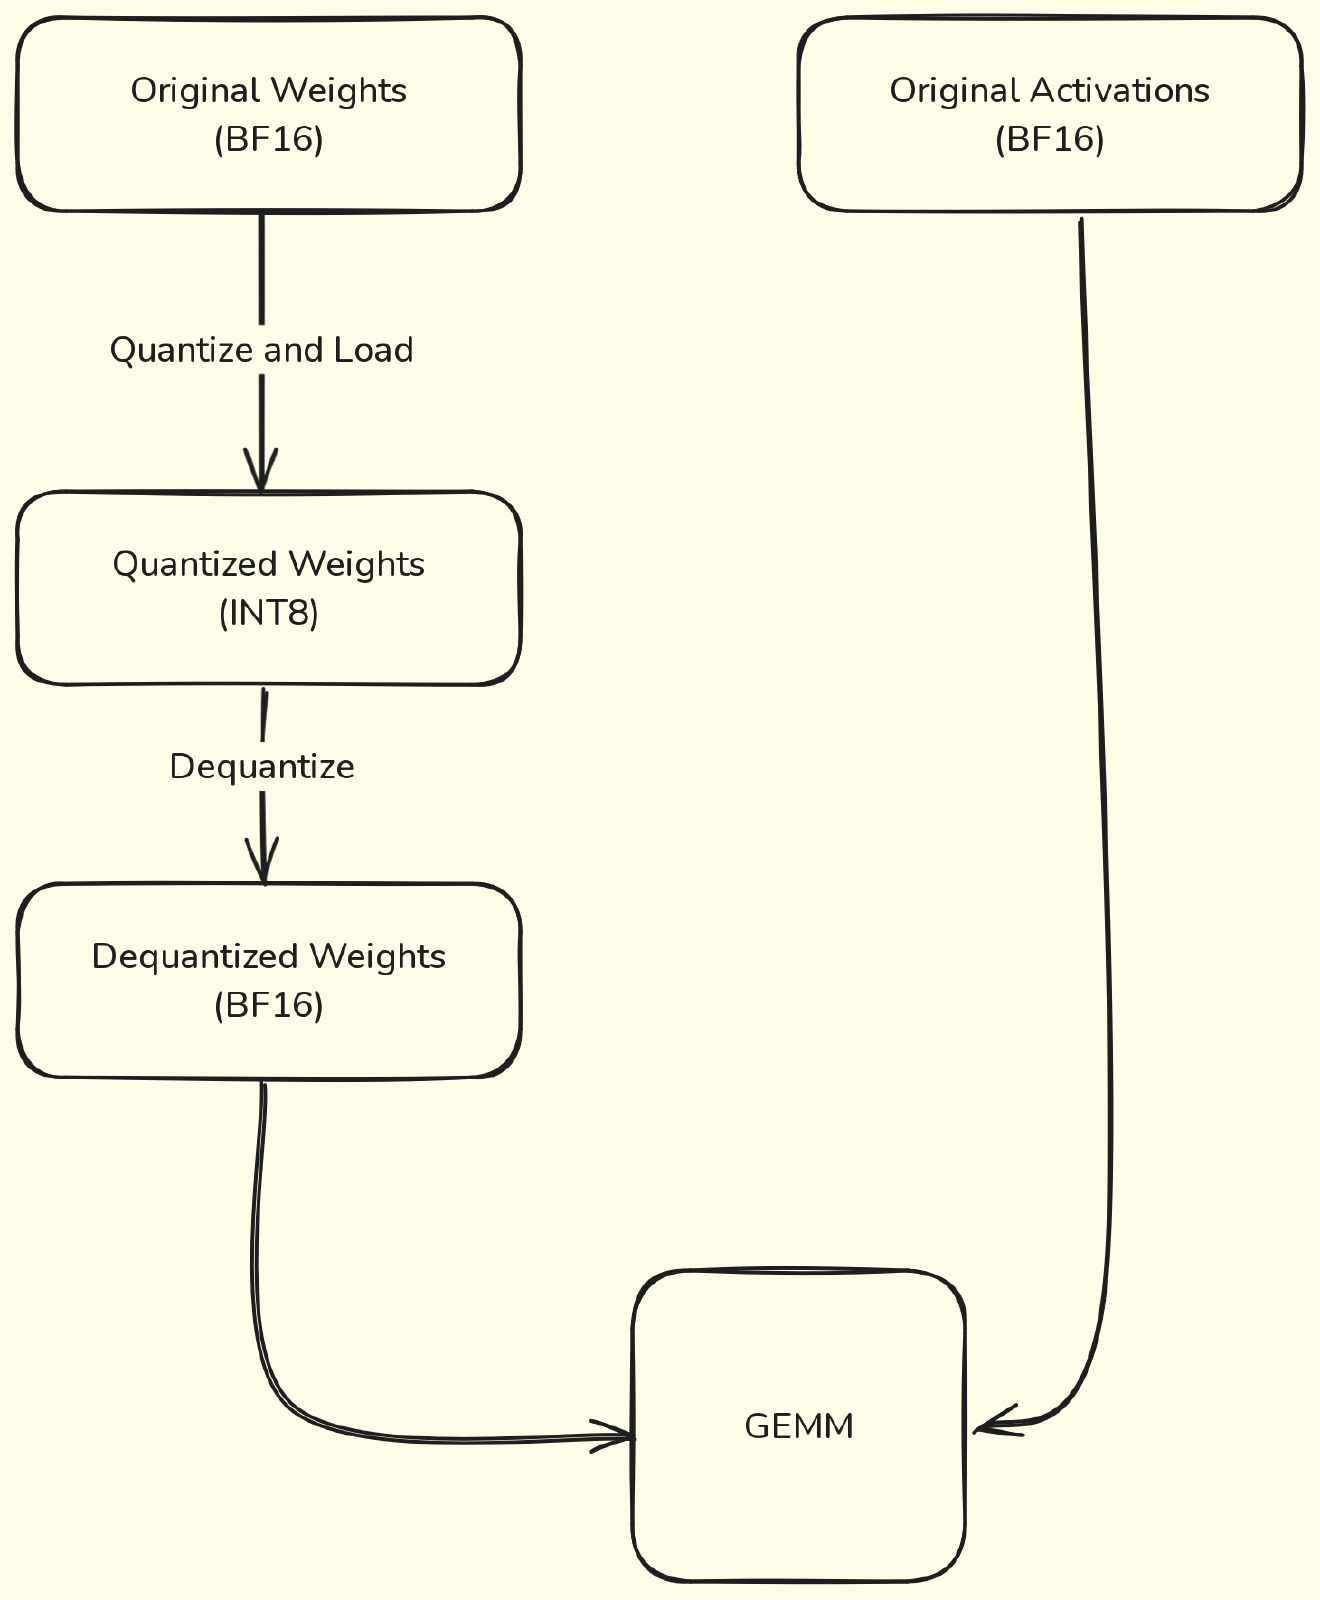 Original Weights
(BF16)
Original Activations
(BF16)
Quantize and Load
Quantized Weights
(INT8)
Dequantize
Dequantized Weights
(BF16)
GEMM